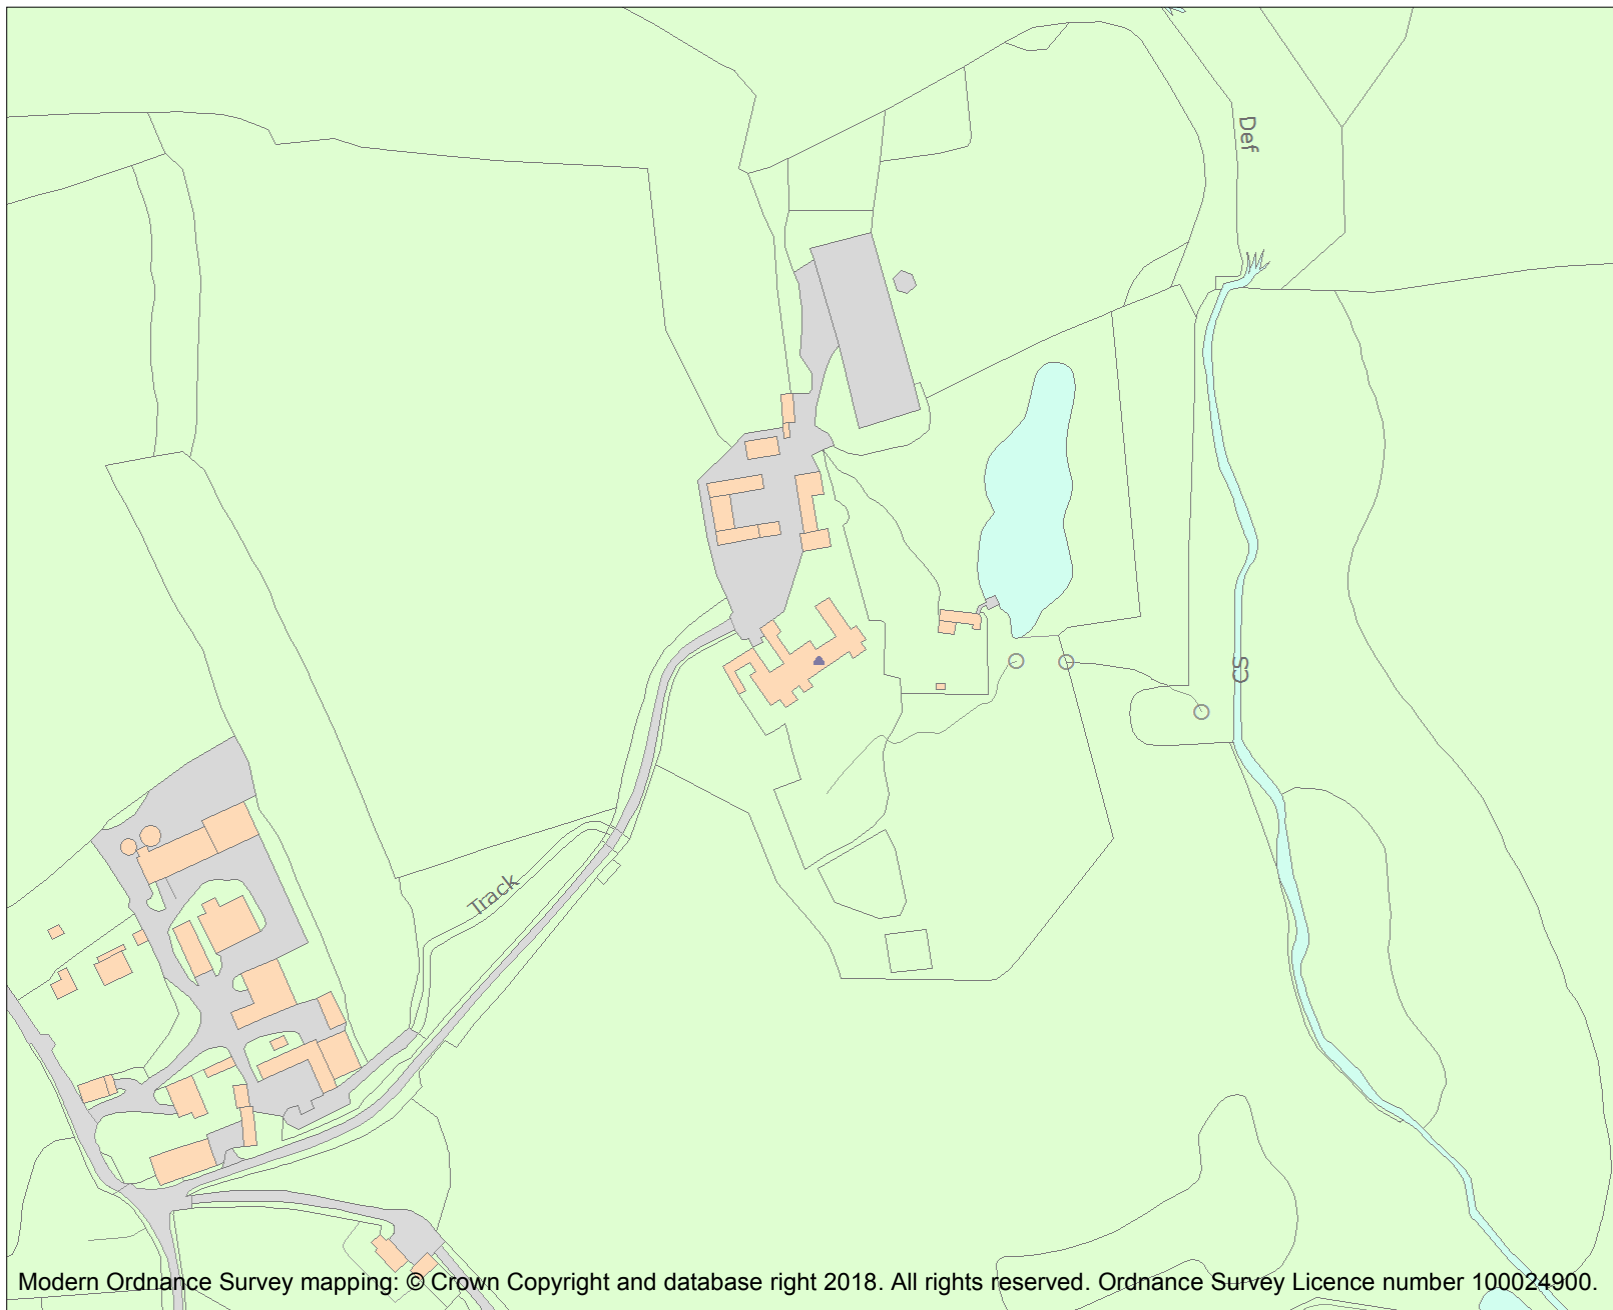 Def
CS
Track
Modern Ordnance Survey mapping: © Crown Copyright and database right 2018. All rights reserved. Ordnance Survey Licence number 100024900.